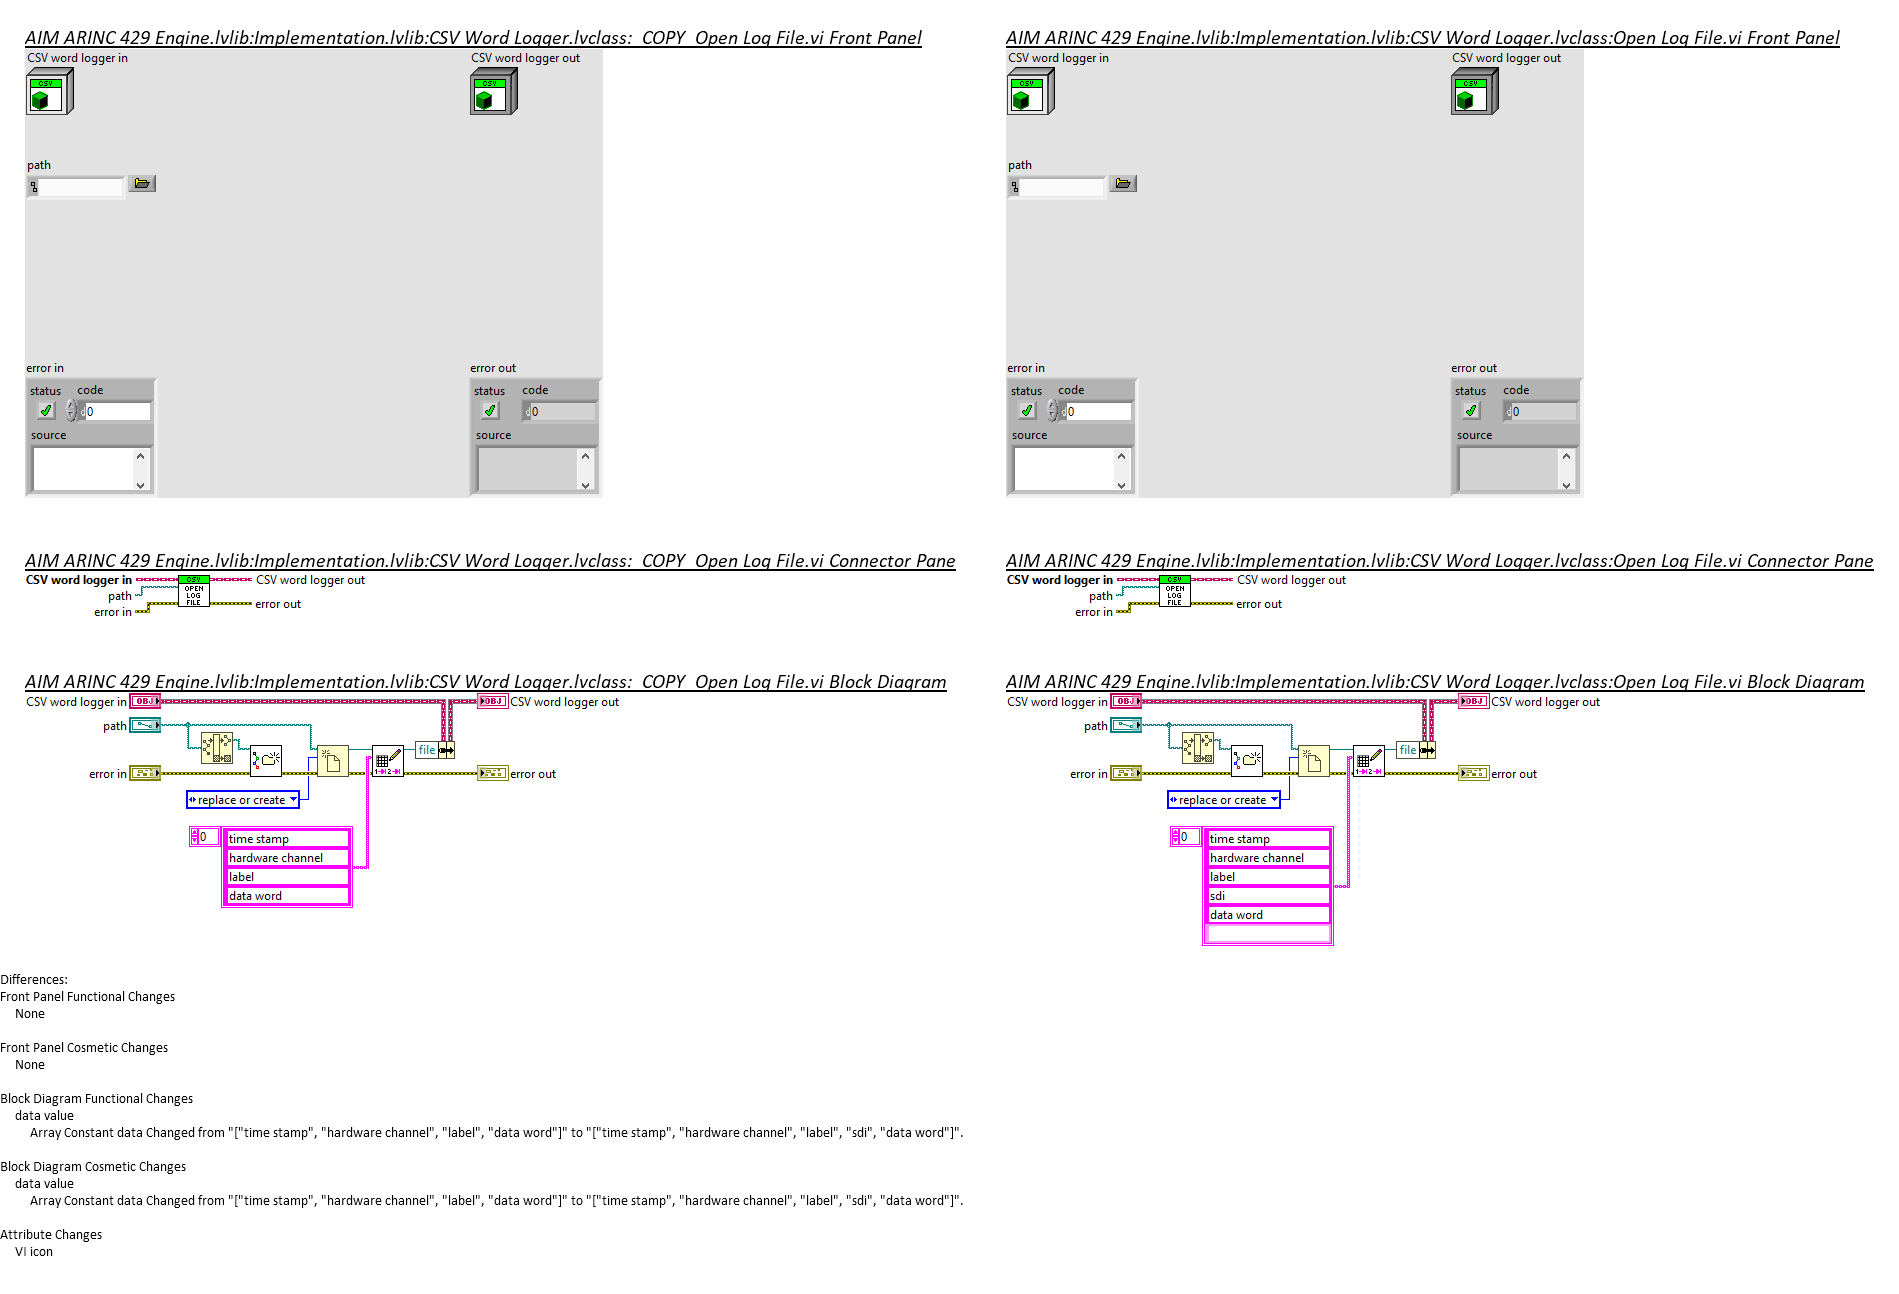 AIM ARINC 429 Engine.lvlib:Implementation.lvlib:CSV Word Logger.lvclass:_COPY_Open Log File.vi Front Panel
CSV word logger in
CSV word logger out
CSV
CSV
path
error in
error out
status code
0
source
status code
0
source
AIM ARINC 429 Engine.lvlib:Implementation.lvlib:CSV Word Logger.lvclass:Open Log File.vi Front Panel
CSV word logger in
CSV word logger out
CSV
CSV
path
error in
error out
status code
0
source
status code
0
source
AIM ARINC 429 Engine.lvlib:Implementation.lvlib:CSV Word Logger.lvclass:_COPY_Open Log File.vi Connector Pane
CSV word logger in
CSV
OPEN
LOG
FILE
CSV word logger out
path
error in
error out
AIM ARINC 429 Engine.lvlib:Implementation.lvlib:CSV Word Logger.lvclass:Open Log File.vi Connector Pane
CSV word logger in
CSV
OPEN
LOG
FILE
CSV word logger out
path
error in
error out
AIM ARINC 429 Engine.lvlib:Implementation.lvlib:CSV Word Logger.lvclass:_COPY_Open Log File.vi Block Diagram
CSV word logger in OBJ
OBJ CSV word logger out
path
file
error in
error out
replace or create
0
time stamp
hardware channel
label
data word
AIM ARINC 429 Engine.lvlib:Implementation.lvlib:CSV Word Logger.lvclass:Open Log File.vi Block Diagram
CSV word logger in OBJ
OBJ CSV word logger out
path
file
error in
error out
replace or create
0
time stamp
hardware channel
label
sdi
data word
Differences:
Front Panel Functional Changes
None
Front Panel Cosmetic Changes
None
Block Diagram Functional Changes
data value
Array Constant data Changed from "["time stamp", "hardware channel", "label", "data word"]" to "["time stamp", "hardware channel", "label", "sdi", "data word"]".
Block Diagram Cosmetic Changes
data value
Array Constant data Changed from "["time stamp", "hardware channel", "label", "data word"]" to "["time stamp", "hardware channel", "label", "sdi", "data word"]".
Attribute Changes
VI icon